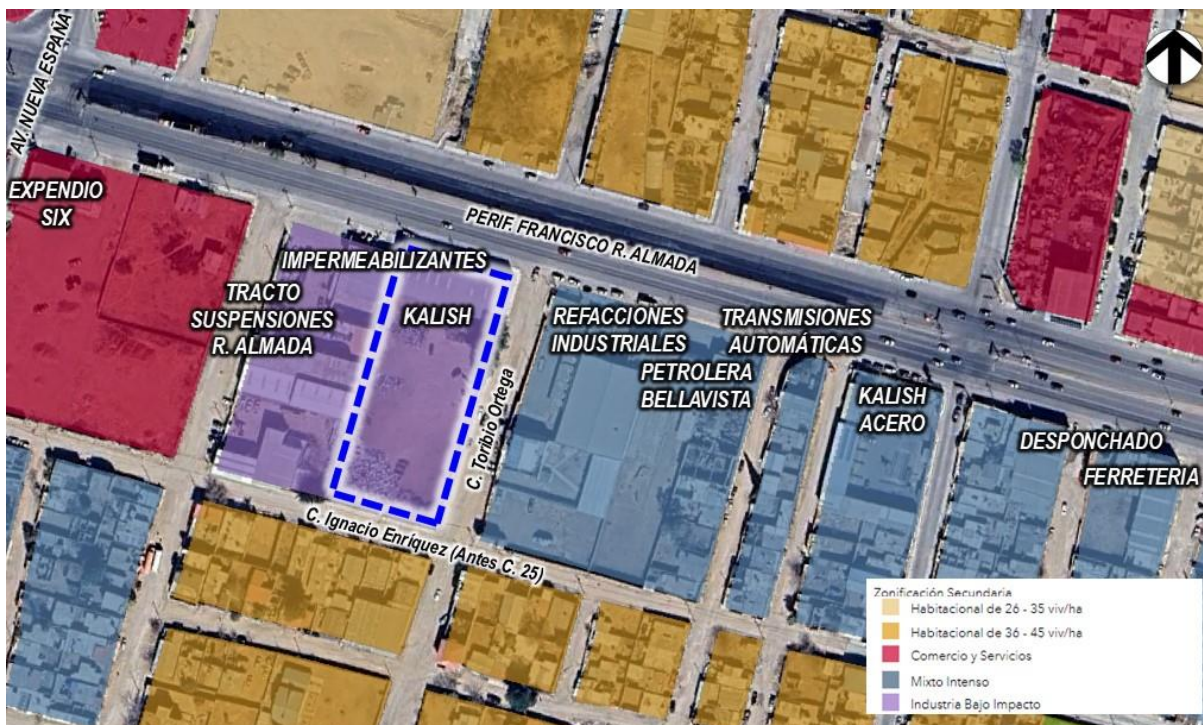 AV. NUEVA ESPAÑA
EXPENDIO
SIX
PERIF. FRANCISCO R. ALMADA
IMPERMEABILIZANTES
KALISH
TRACTO
SUSPENSIONES
R. ALMADA
REFACCIONES
INDUSTRIALES
PETROLERA
BELLAVISTA
TRANSMISIONES
AUTOMÁTICAS
KALISH
ACERO
DESPONCHADO
FERRETERIA
C. Toribio Ortega
C. Ignacio Enríquez (Antes C. 25)
Zonificación Secundaria
Habitacional de 26 - 35 viv/ha
Habitacional de 36 - 45 viv/ha
Comercio y Servicios
Mixto Intenso
Industria Bajo Impacto